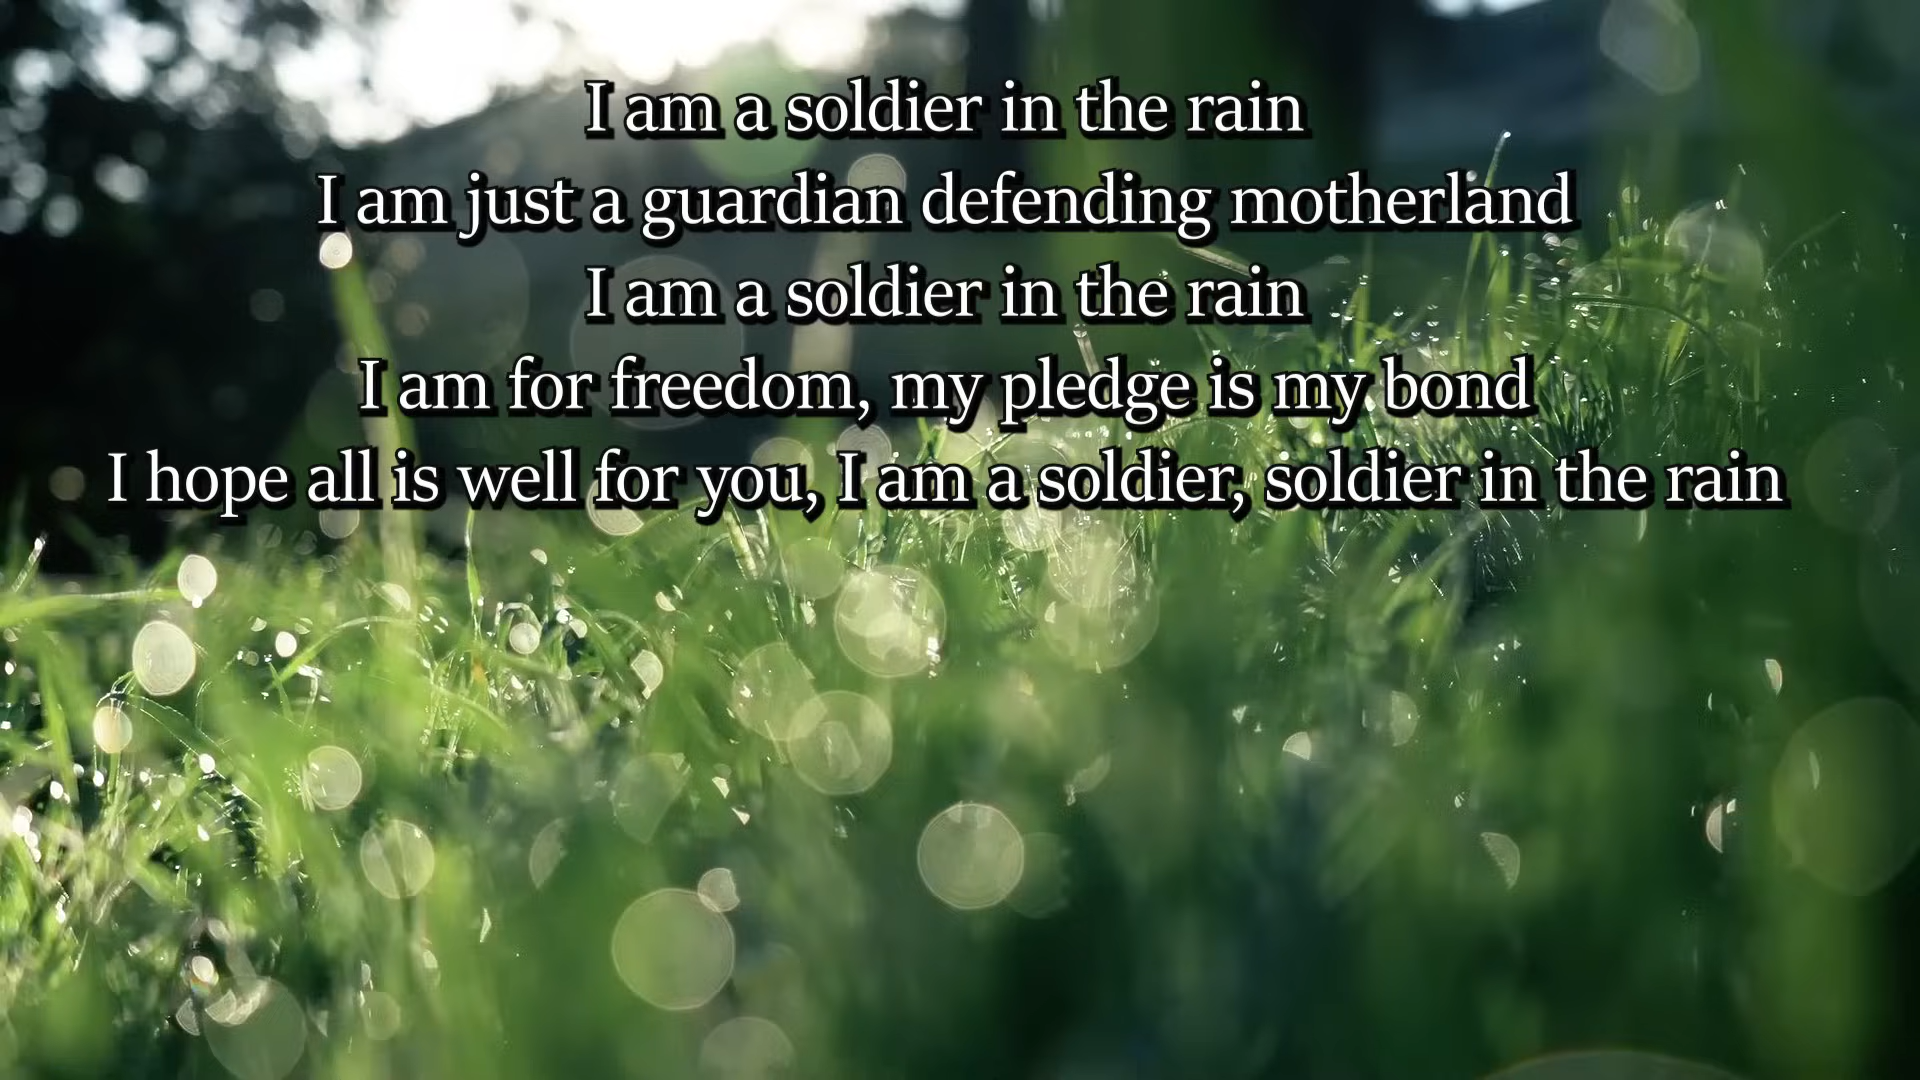 I am a soldier in the rain
I am just a guardian defending motherland
I am a soldier in the rain
I am for freedom, my pledge is my bond
I hope all is well for you, I am a soldier, soldier in the rain